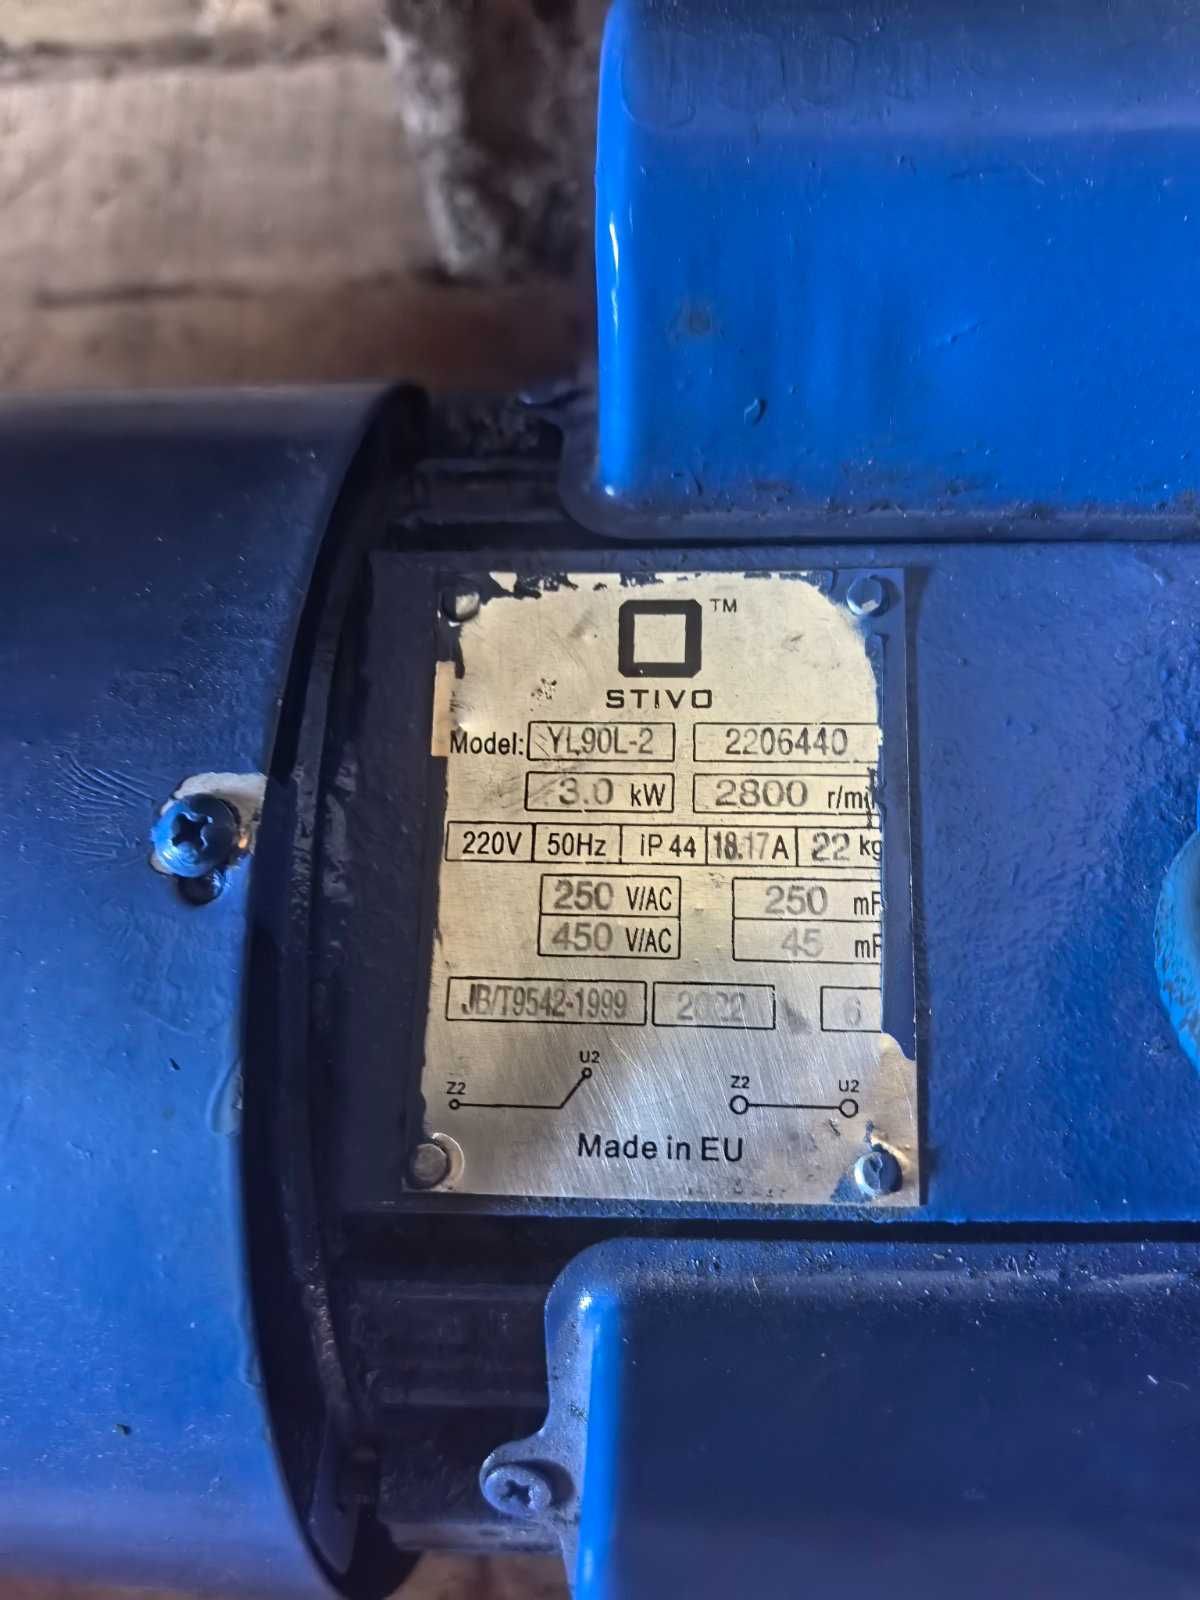 TM
STIVO
Model: YL90L-2 2206440
3.0 kW 2800 r/mi
220V 50Hz IP 44 18.17A 22 kg
250 V/AC 250 mF
450 V/AC 45 mF
JB/T9542-1999 2022 6
Z2 U2 Z2 U2
Made in EU